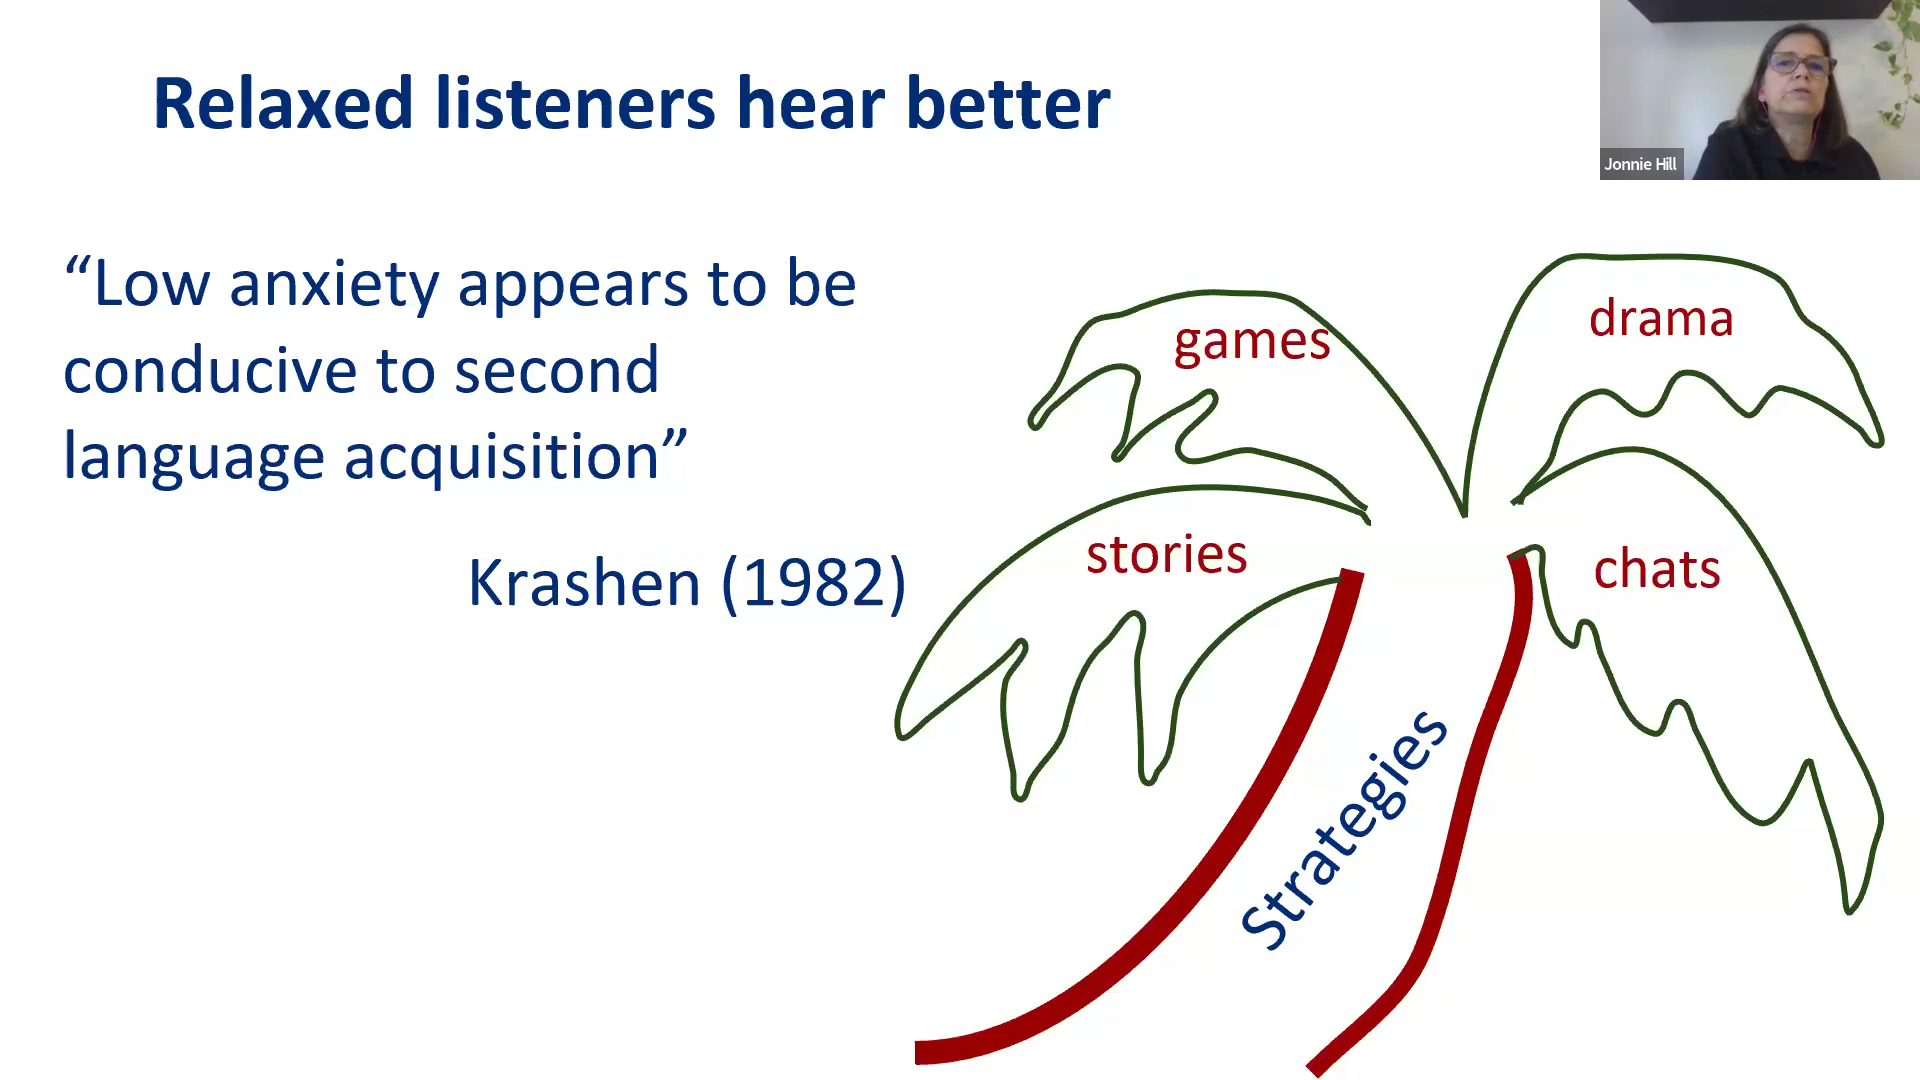 Relaxed listeners hear better
Jonnie Hill
“Low anxiety appears to be
conducive to second
language acquisition”
Krashen (1982)
games
drama
stories
chats
Strategies